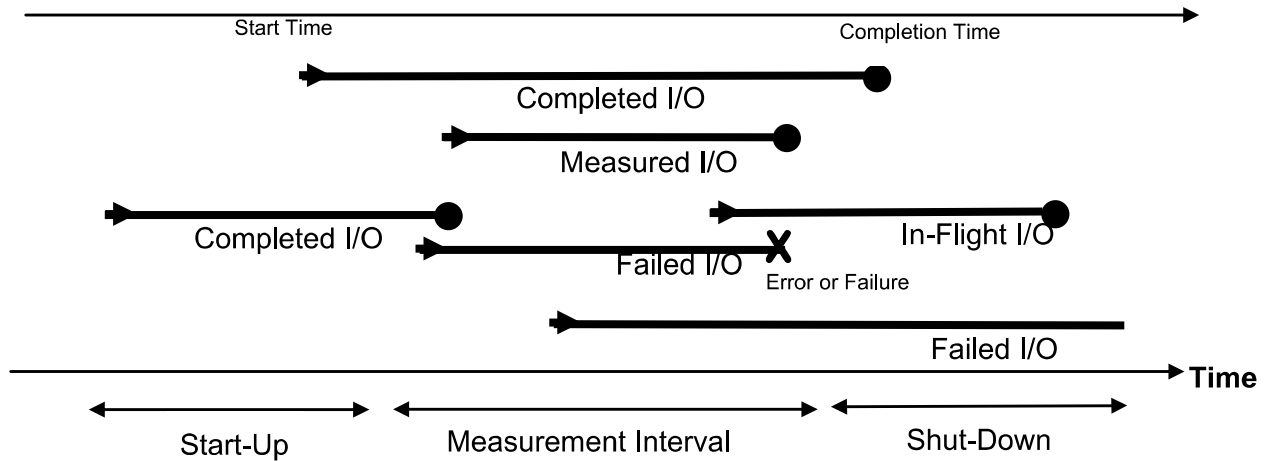 Start Time
Completion Time
Completed I/O
Measured I/O
Completed I/O
In-Flight I/O
Failed I/O
Error or Failure
Failed I/O
Time
Start-Up
Measurement Interval
Shut-Down